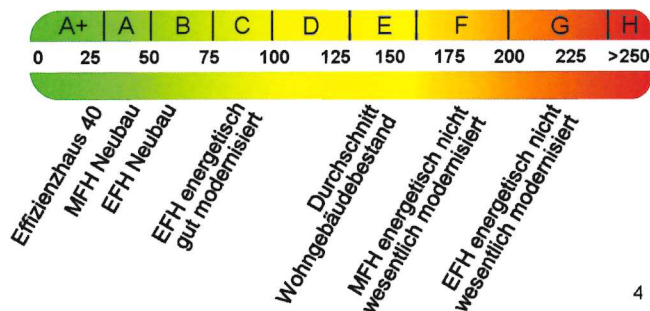 A+ A B C D E F G H
0 25 50 75 100 125 150 175 200 225 >250
Effizienzhaus 40
MFH Neubau
EFH Neubau
EFH energetisch
gut modernisiert
Durchschnitt
Wohngebäudebestand
MFH energetisch nicht
wesentlich modernisiert
EFH energetisch nicht
wesentlich modernisiert
4